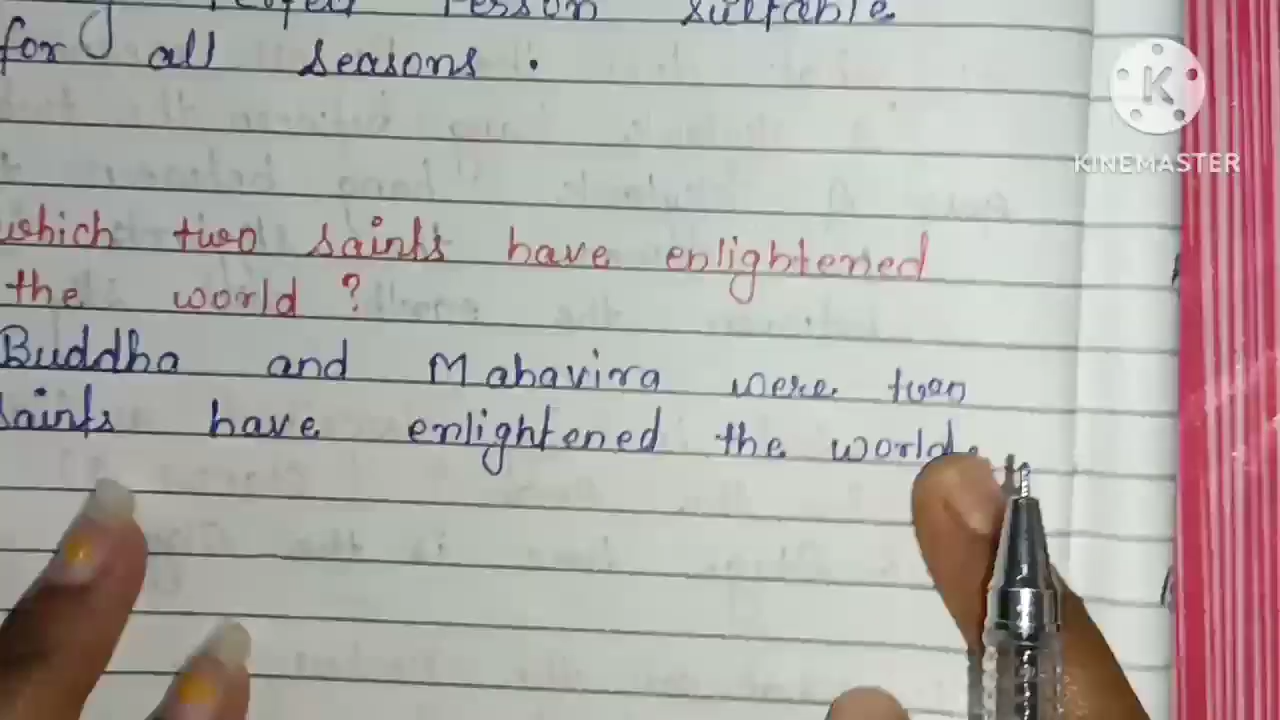 suitable
for all seasons .
which two saints have enlightened
the world ?
Buddha and Mahavira were
saints have enlightened the world.
K
KINEMASTER